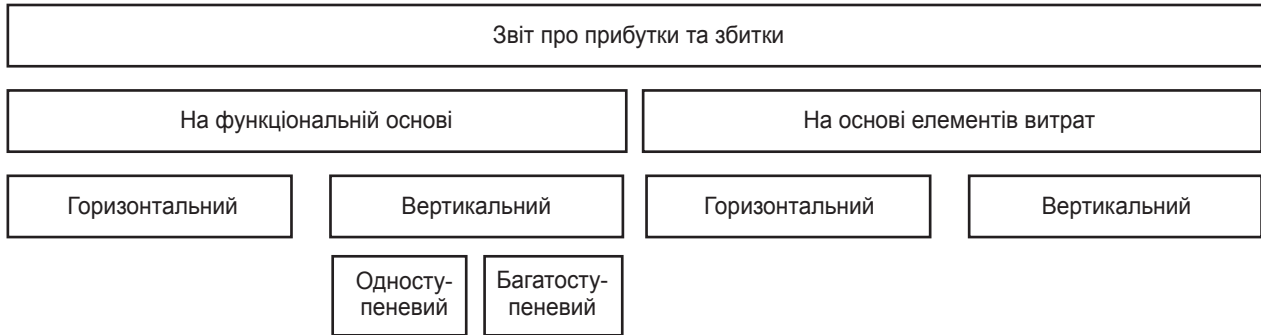 Звіт про прибутки та збитки
На функціональній основі
На основі елементів витрат
Горизонтальний
Вертикальний
Горизонтальний
Вертикальний
Односту-
пеневий
Багатосту-
пеневий